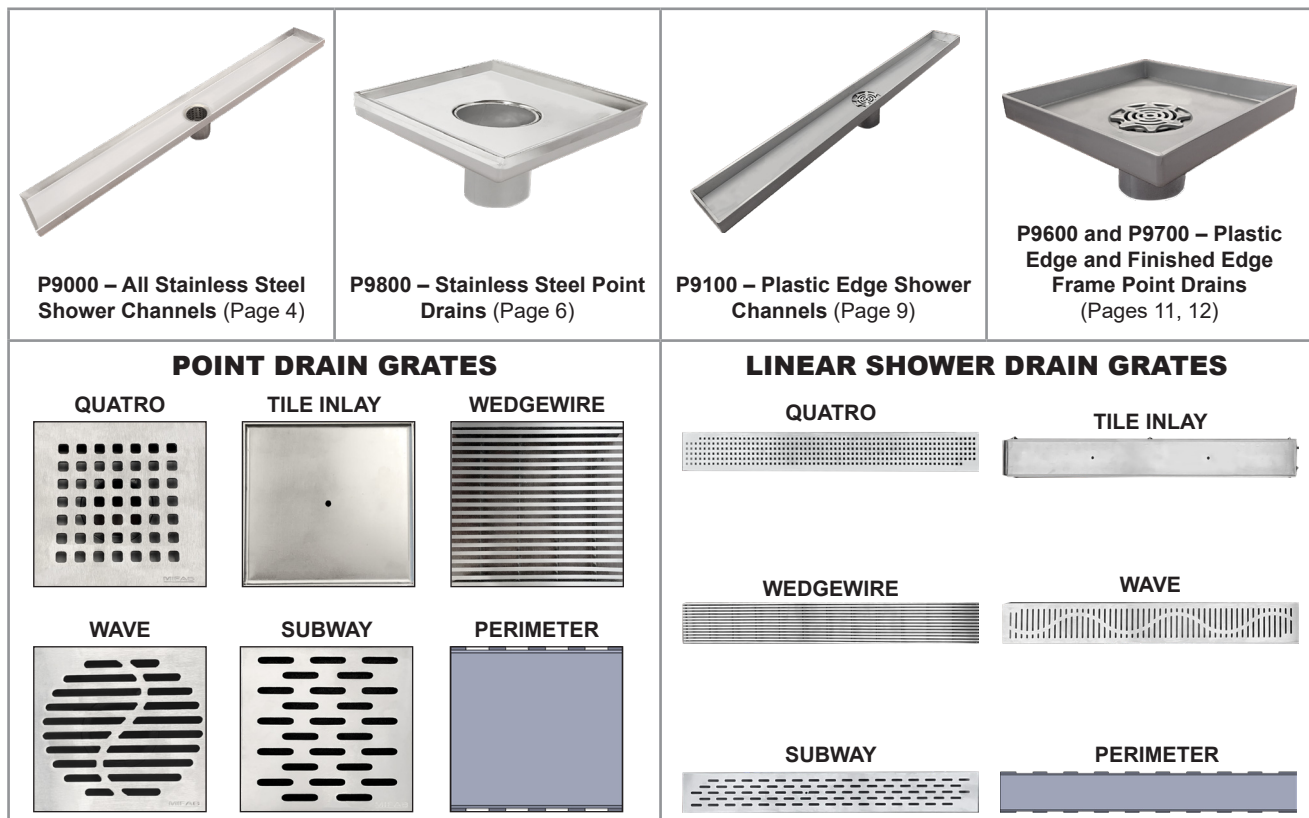 P9000 – All Stainless Steel
Shower Channels (Page 4)
P9800 – Stainless Steel Point
Drains (Page 6)
P9100 – Plastic Edge Shower
Channels (Page 9)
P9600 and P9700 – Plastic
Edge and Finished Edge
Frame Point Drains
(Pages 11, 12)
POINT DRAIN GRATES
QUATRO
TILE INLAY
WEDGEWIRE
MIFAB
WAVE
SUBWAY
PERIMETER
MIFAB
LINEAR SHOWER DRAIN GRATES
QUATRO
TILE INLAY
WEDGEWIRE
WAVE
SUBWAY
PERIMETER